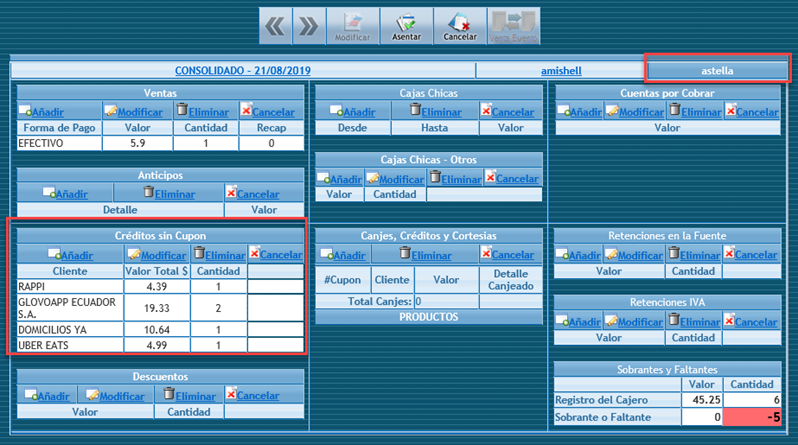 Modificar Asentar Cancelar Venta Evento
CONSOLIDADO - 21/08/2019 amishell astella
Ventas
Añadir Modificar Eliminar Cancelar
Forma de Pago Valor Cantidad Recap
EFECTIVO 5.9 1 0
Anticipos
Añadir Eliminar Cancelar
Detalle Valor
Créditos sin Cupon
Añadir Modificar Eliminar Cancelar
Cliente Valor Total $ Cantidad
RAPPI 4.39 1
GLOVOAPP ECUADOR
S.A. 19.33 2
DOMICILIOS YA 10.64 1
UBER EATS 4.99 1
Descuentos
Añadir Modificar Eliminar Cancelar
Valor Cantidad
Cajas Chicas
Añadir Eliminar Cancelar
Desde Hasta Valor
Cajas Chicas - Otros
Añadir Modificar Eliminar Cancelar
Valor Cantidad
Canjes, Créditos y Cortesias
Añadir Eliminar Cancelar
#Cupon Cliente Valor Detalle
Canjeado
Total Canjes: 0
PRODUCTOS
Cuentas por Cobrar
Añadir Modificar Eliminar Cancelar
Valor
Retenciones en la Fuente
Añadir Modificar Eliminar Cancelar
Valor Cantidad
Retenciones IVA
Añadir Modificar Eliminar Cancelar
Valor Cantidad
Sobrantes y Faltantes
Valor Cantidad
Registro del Cajero 45.25 6
Sobrante o Faltante 0 -5